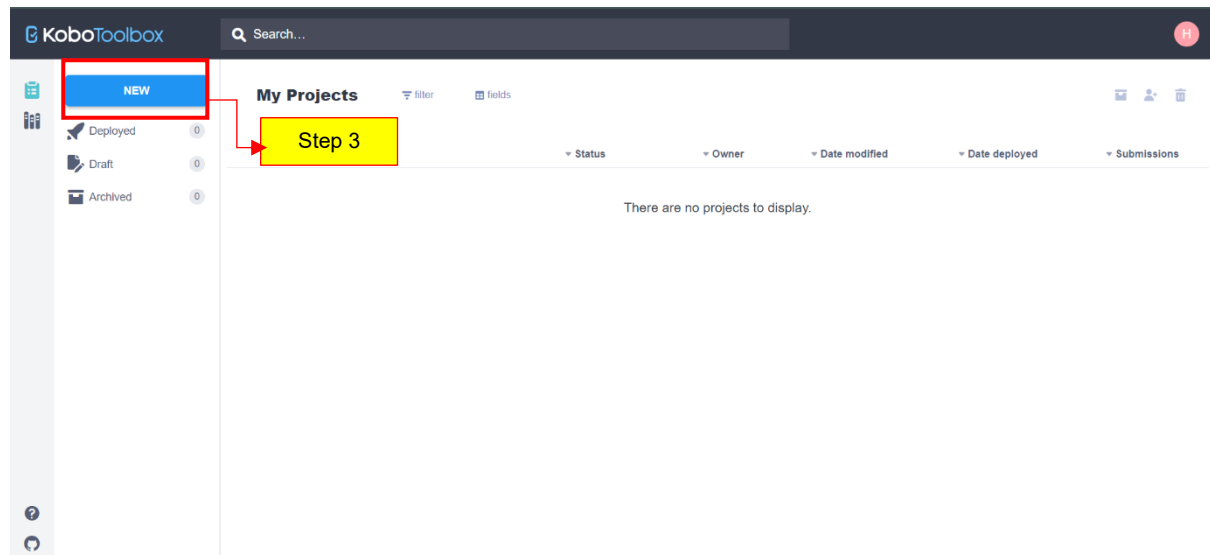 KoboToolbox
Search...
H
NEW
My Projects
filter
fields
Deployed 0
Step 3
Draft 0
Status
Owner
Date modified
Date deployed
Submissions
Archived 0
There are no projects to display.